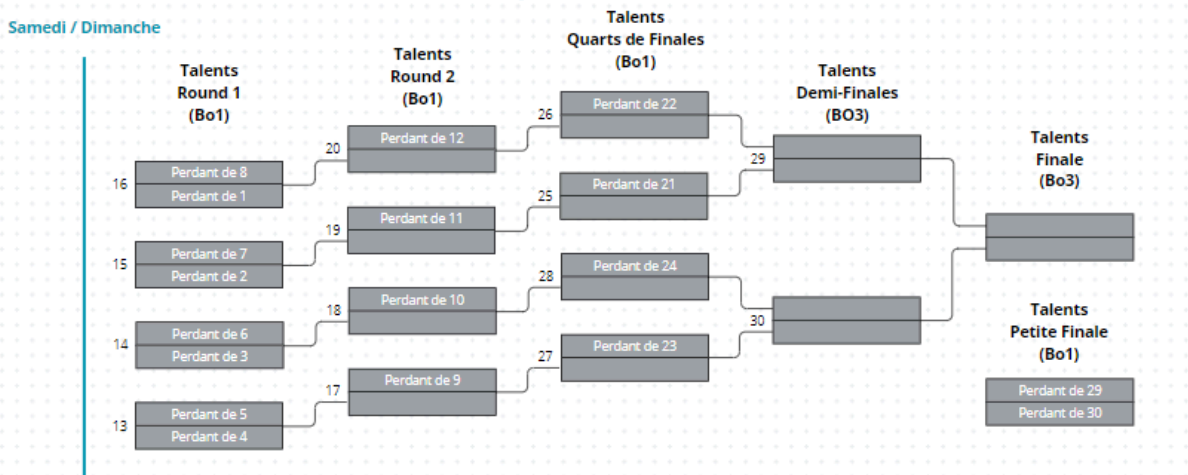 Samedi / Dimanche
Talents
Round 1
(Bo1)
16
Perdant de 8
Perdant de 1
15
Perdant de 7
Perdant de 2
14
Perdant de 6
Perdant de 3
13
Perdant de 5
Perdant de 4
Talents
Round 2
(Bo1)
20
Perdant de 12
19
Perdant de 11
18
Perdant de 10
17
Perdant de 9
Talents
Quarts de Finales
(Bo1)
26
Perdant de 22
25
Perdant de 21
28
Perdant de 24
27
Perdant de 23
Talents
Demi-Finales
(BO3)
29
30
Talents
Finale
(Bo3)
Talents
Petite Finale
(Bo1)
Perdant de 29
Perdant de 30